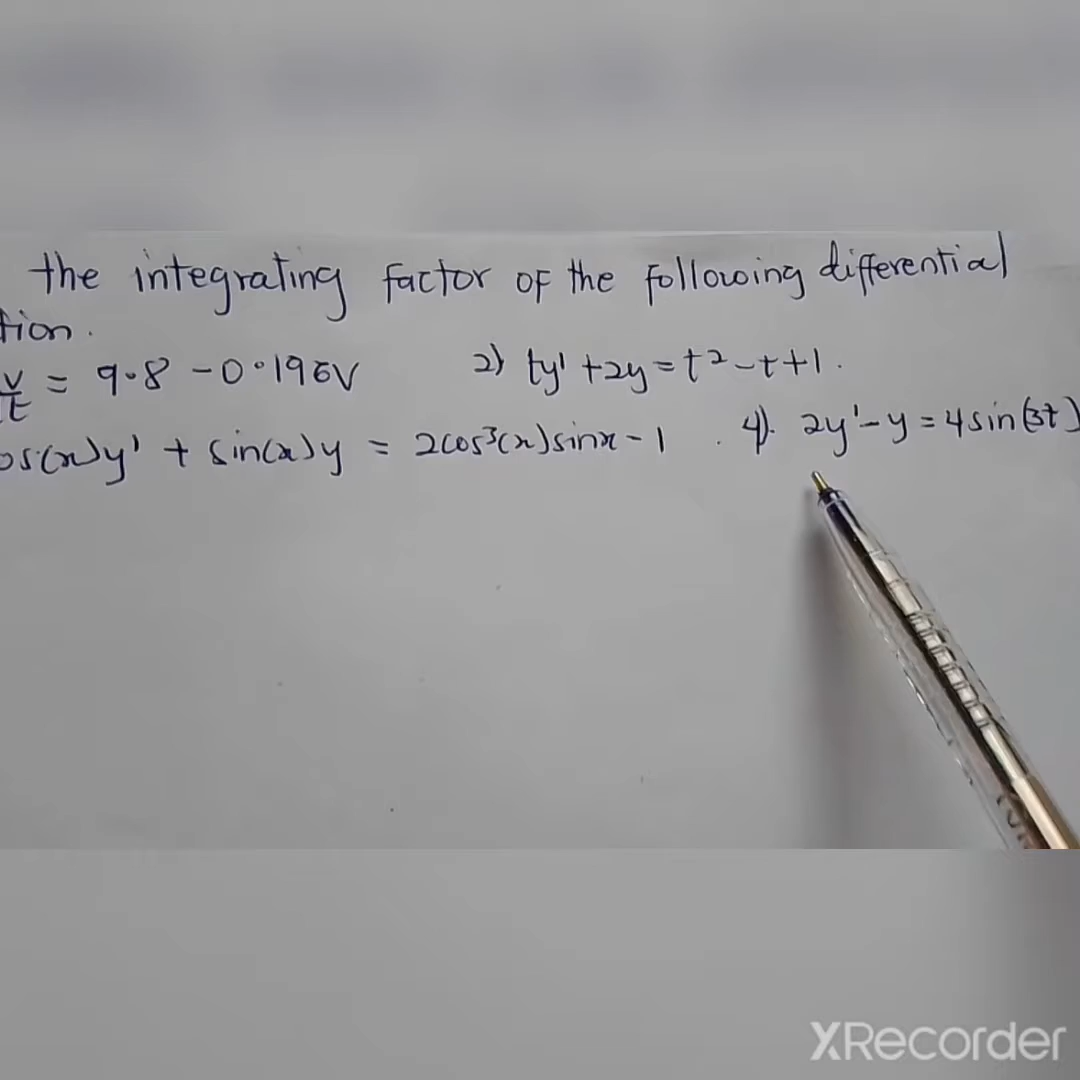 the integrating factor of the following differential
tion.
v/t = 9.8 - 0.196v 2) ty' + 2y = t² - t + 1.
os(x)y' + sin(x)y = 2cos³(x)sinx - 1 . 4). 2y' - y = 4sin(3t)
XRecorder